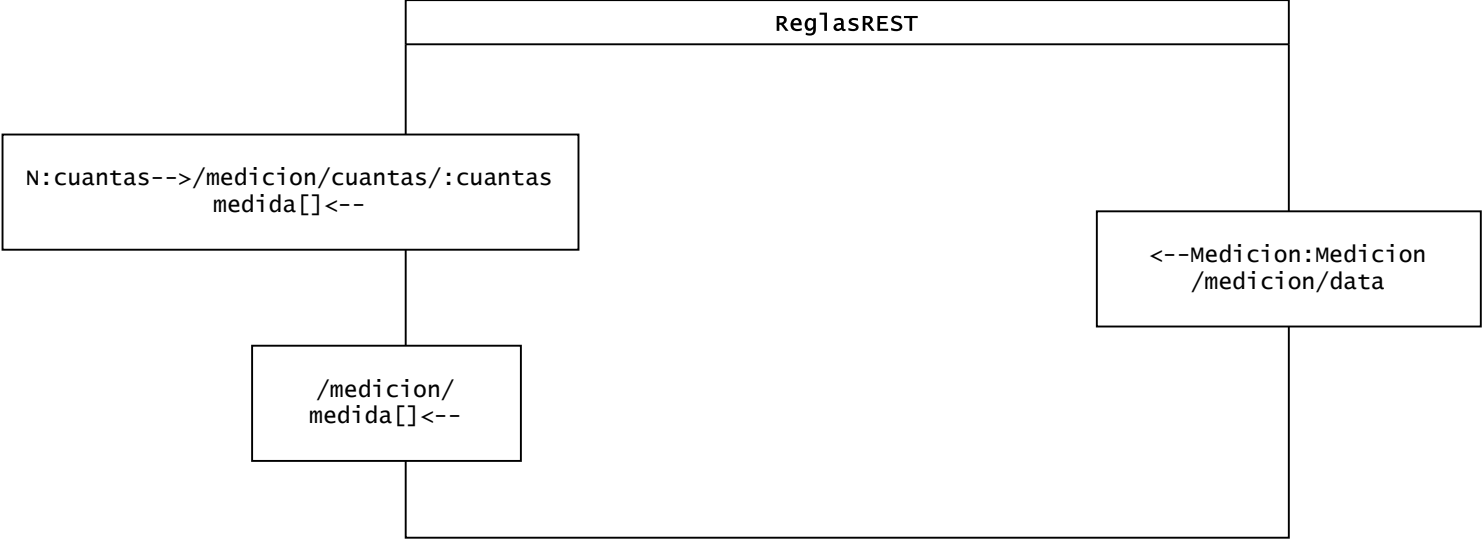 ReglasREST
N:cuantas-->/medicion/cuantas/:cuantas
medida[]<--
<--Medicion:Medicion
/medicion/data
/medicion/
medida[]<--